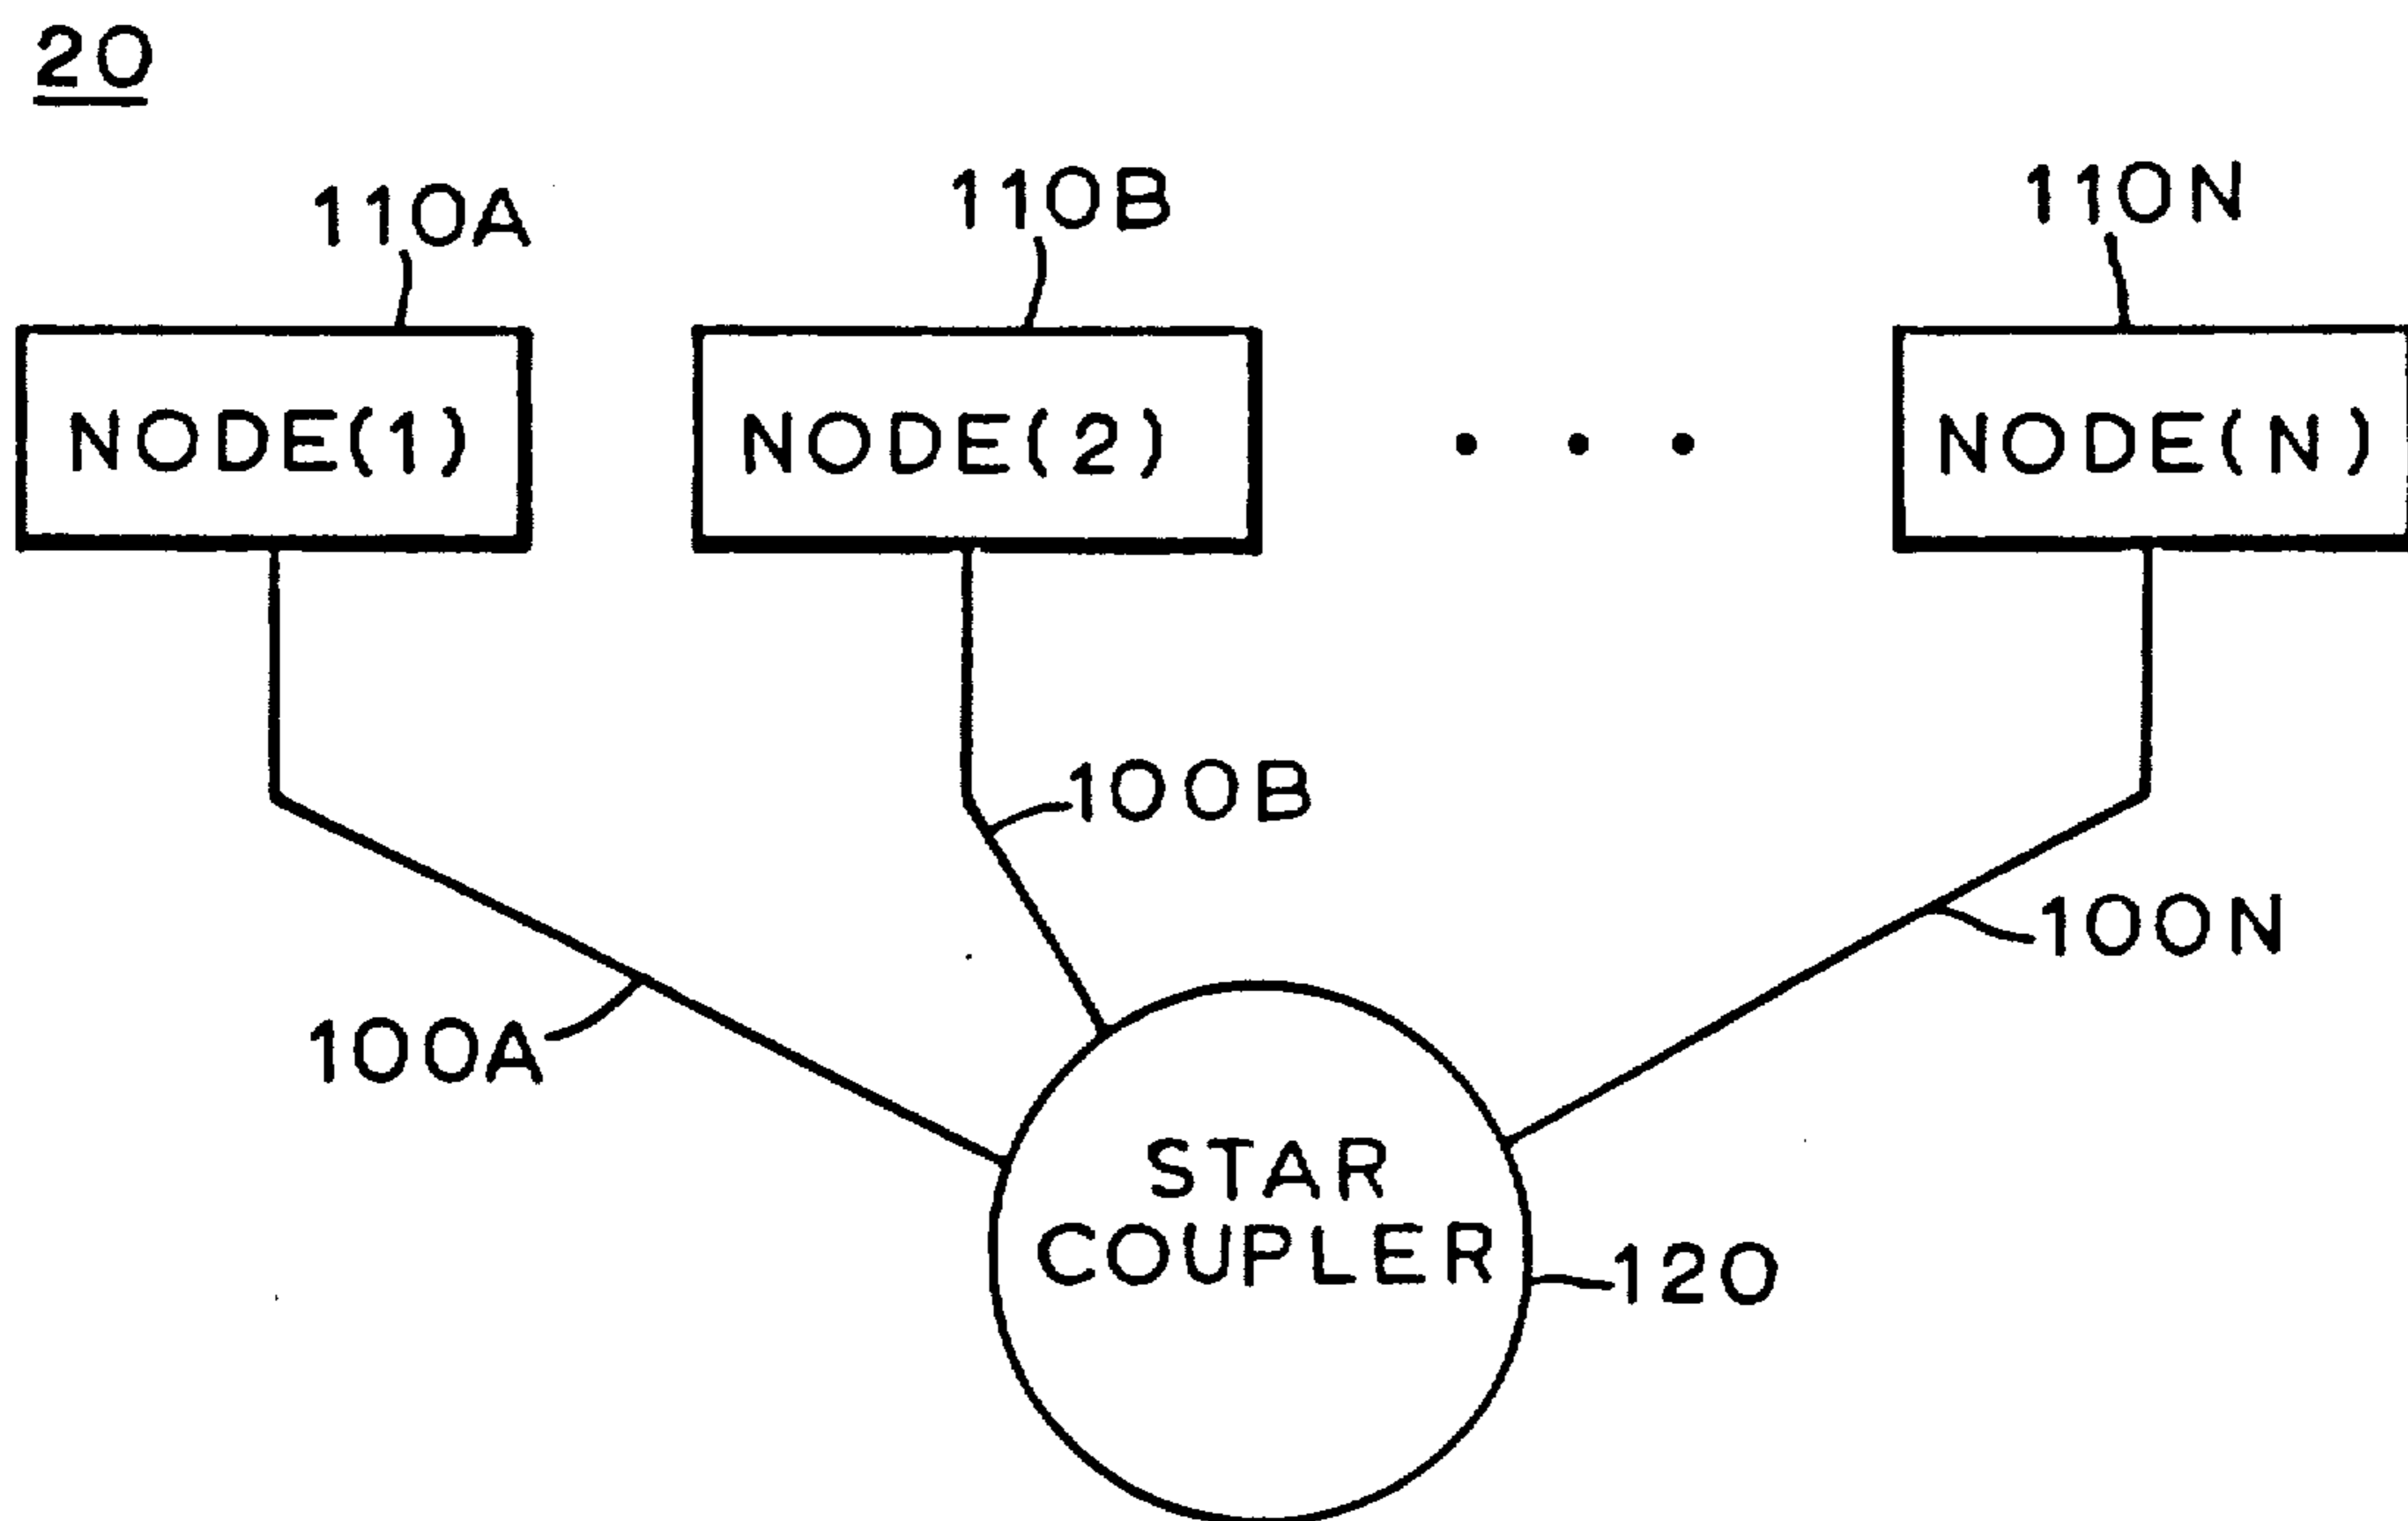 20
110A
110B
110N
NODE(1)
NODE(2)
NODE(N)
100B
100N
100A
STAR
COUPLER
120